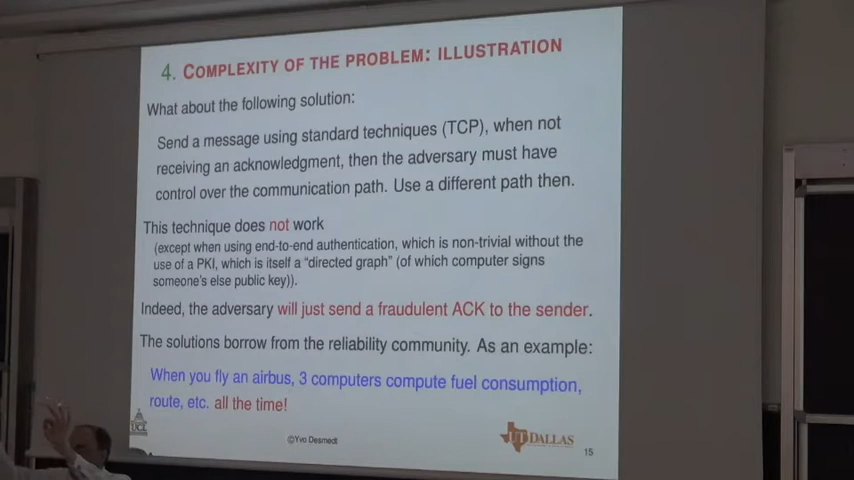 4. COMPLEXITY OF THE PROBLEM: ILLUSTRATION
What about the following solution:
Send a message using standard techniques (TCP), when not
receiving an acknowledgment, then the adversary must have
control over the communication path. Use a different path then.
This technique does not work
(except when using end-to-end authentication, which is non-trivial without the
use of a PKI, which is itself a “directed graph” (of which computer signs
someone's else public key)).
Indeed, the adversary will just send a fraudulent ACK to the sender.
The solutions borrow from the reliability community. As an example:
When you fly an airbus, 3 computers compute fuel consumption,
route, etc. all the time!
UCL
©Yvo Desmedt
UT DALLAS
15